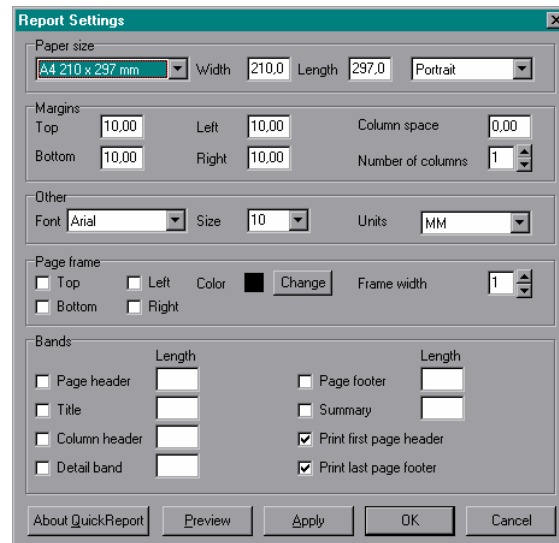 Report Settings
Paper size
A4 210 x 297 mm Width 210,0 Length 297,0 Portrait
Margins
Top 10,00 Left 10,00 Column space 0,00
Bottom 10,00 Right 10,00 Number of columns 1
Other
Font Arial Size 10 Units MM
Page frame
Top Left Color Change Frame width 1
Bottom Right
Bands
Length Length
Page header Page footer
Title Summary
Column header Print first page header
Detail band Print last page footer
About QuickReport Preview Apply OK Cancel